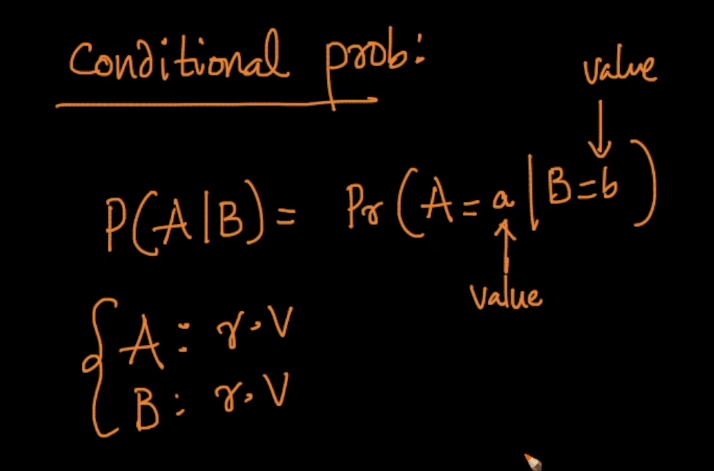 Conditional prob:
value
P(A|B) = Pr(A=a|B=b)
value
A: r.V
B: r.V